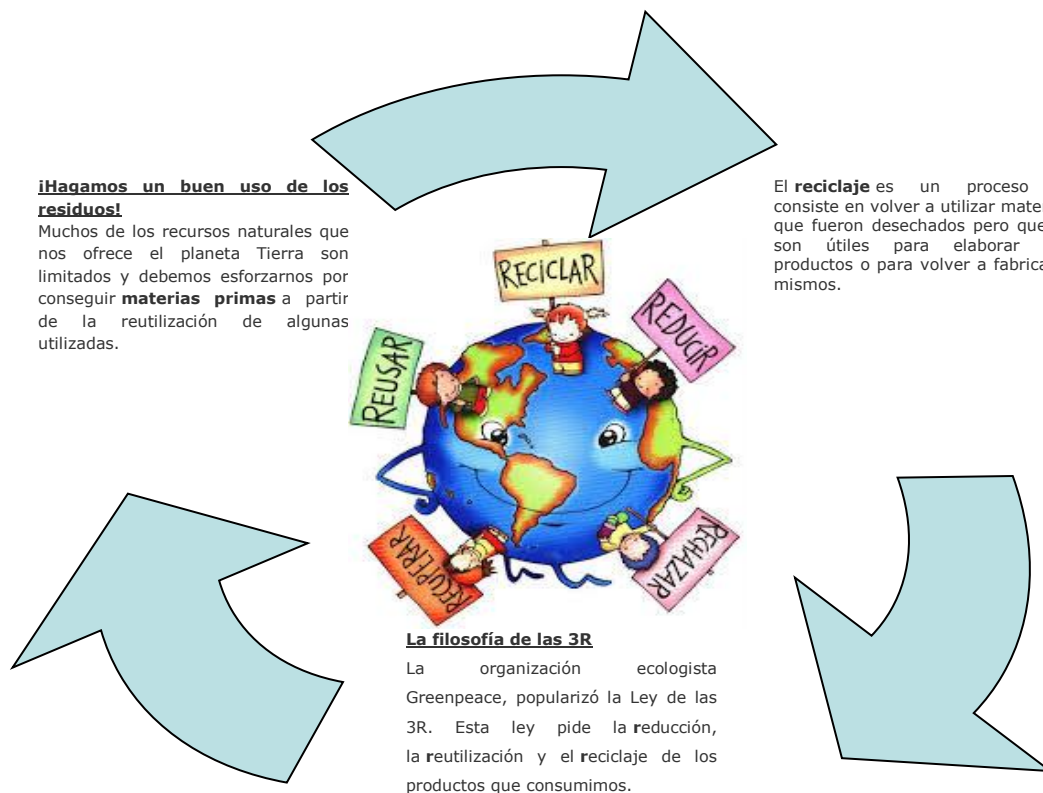 ¡Hagamos un buen uso de los
residuos!
Muchos de los recursos naturales que
nos ofrece el planeta Tierra son
limitados y debemos esforzarnos por
conseguir materias primas a partir
de la reutilización de algunas
utilizadas.
El reciclaje es un proceso
consiste en volver a utilizar
que fueron desechados pero que
son útiles para elaborar
productos o para volver a
mismos.
RECICLAR
REDUCIR
REUSAR
RECUPERAR
RECHAZAR
La filosofía de las 3R
La organización ecologista
Greenpeace, popularizó la Ley de las
3R. Esta ley pide la reducción,
la reutilización y el reciclaje de los
productos que consumimos.